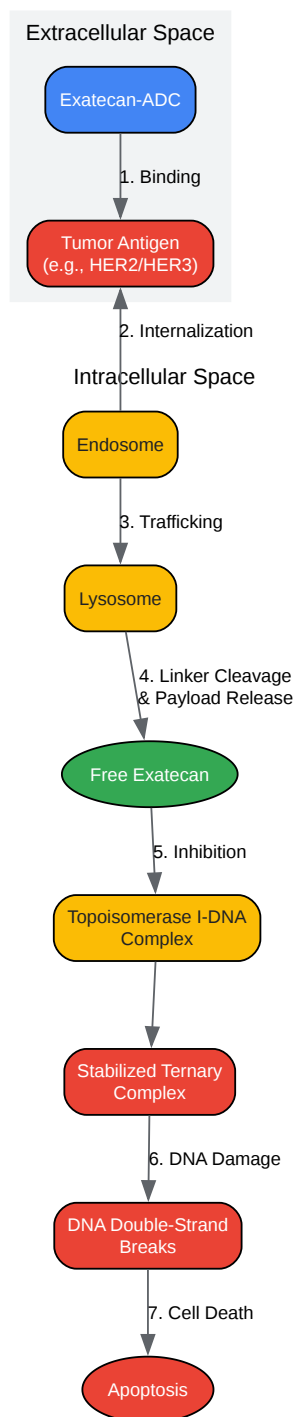 Extracellular Space
Exatecan-ADC
1. Binding
Tumor Antigen
(e.g., HER2/HER3)
2. Internalization
Intracellular Space
Endosome
3. Trafficking
Lysosome
4. Linker Cleavage
& Payload Release
Free Exatecan
5. Inhibition
Topoisomerase I-DNA
Complex
Stabilized Ternary
Complex
6. DNA Damage
DNA Double-Strand
Breaks
7. Cell Death
Apoptosis